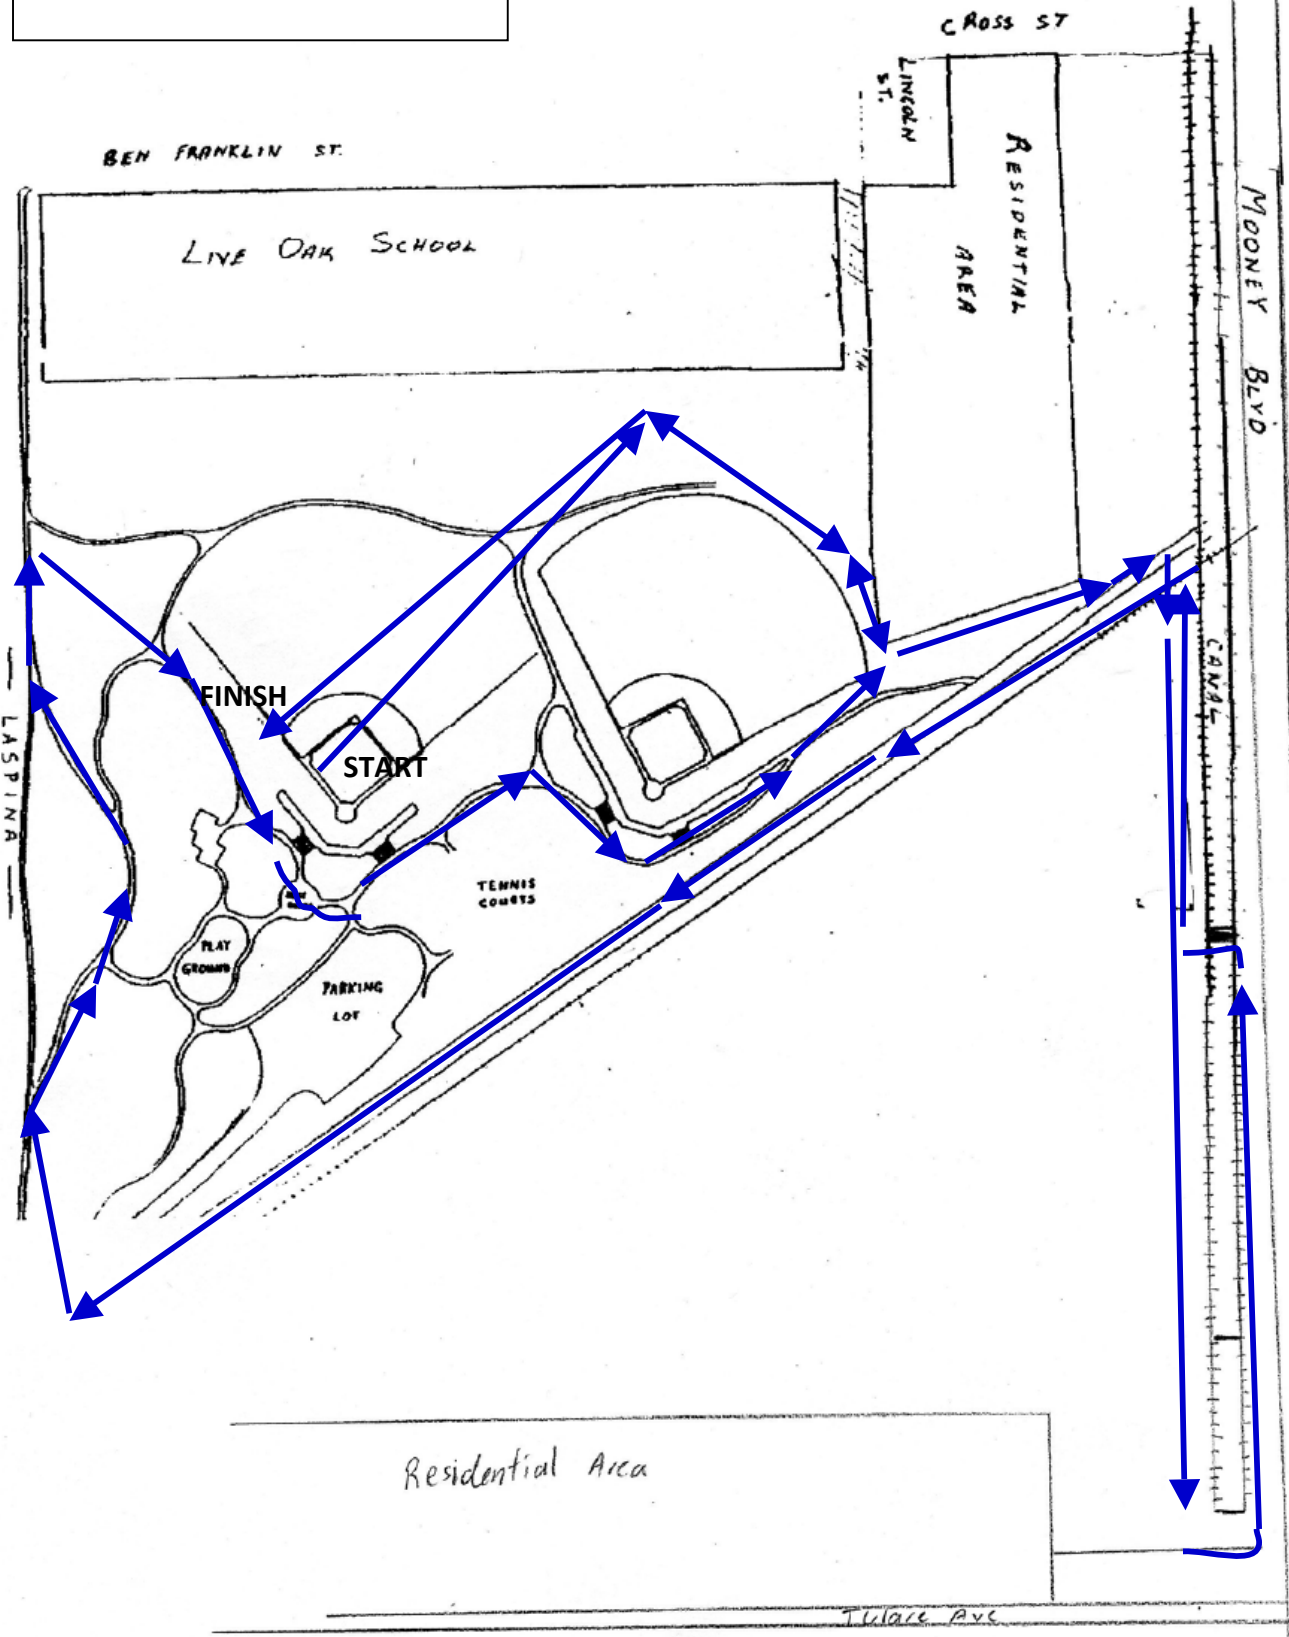 CROSS ST
LINCOLN
ST.
BEN FRANKLIN ST.
RESIDENTIAL
AREA
LIVE OAK SCHOOL
MOONEY BLVD
FINISH
START
CANAL
LASPINA
TENNIS
COURTS
PLAY
GROUND
PARKING
LOT
Residential Area
Tulare Ave